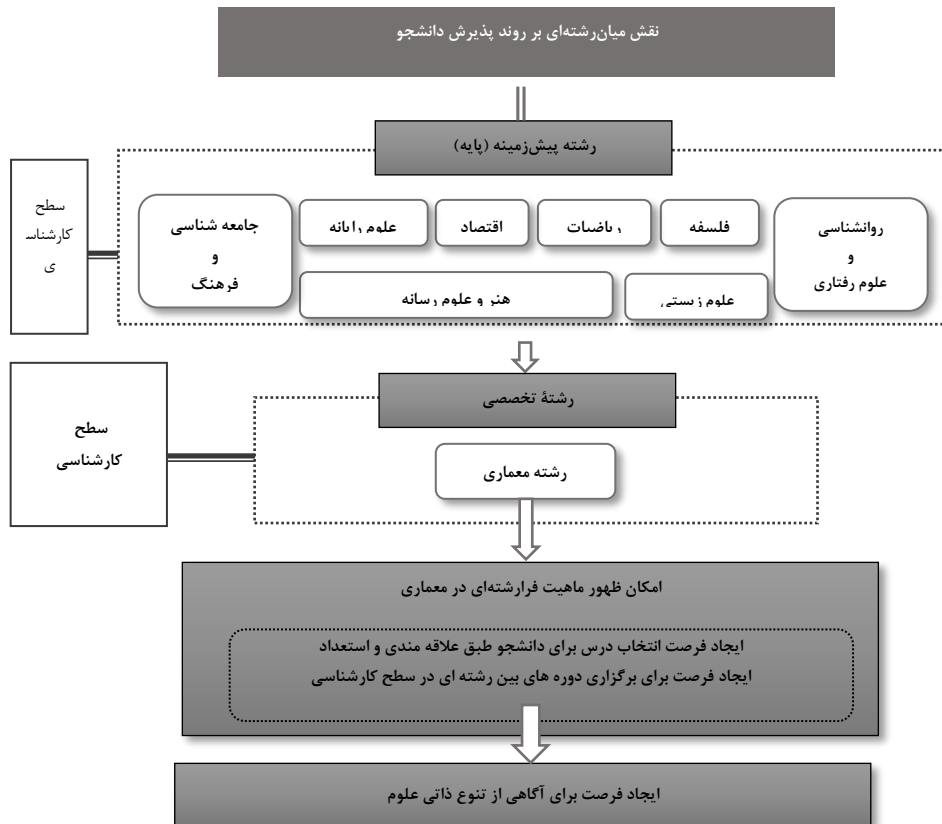 نقش میان‌رشته‌ای بر روند پذیرش دانشجو
رشته پیش‌زمینه (پایه)
سطح
کارشناس
ی
روانشناسی
و
علوم رفتاری
فلسفه
ریاضیات
اقتصاد
علوم رایانه
جامعه شناسی
و
فرهنگ
علوم زیستی
هنر و علوم رسانه
رشتهٔ تخصصی
سطح
کارشناسی
رشته معماری
امکان ظهور ماهیت فرارشته‌ای در معماری
ایجاد فرصت انتخاب درس برای دانشجو طبق علاقه مندی و استعداد
ایجاد فرصت برای برگزاری دوره های بین رشته ای در سطح کارشناسی
ایجاد فرصت برای آگاهی از تنوع ذاتی علوم